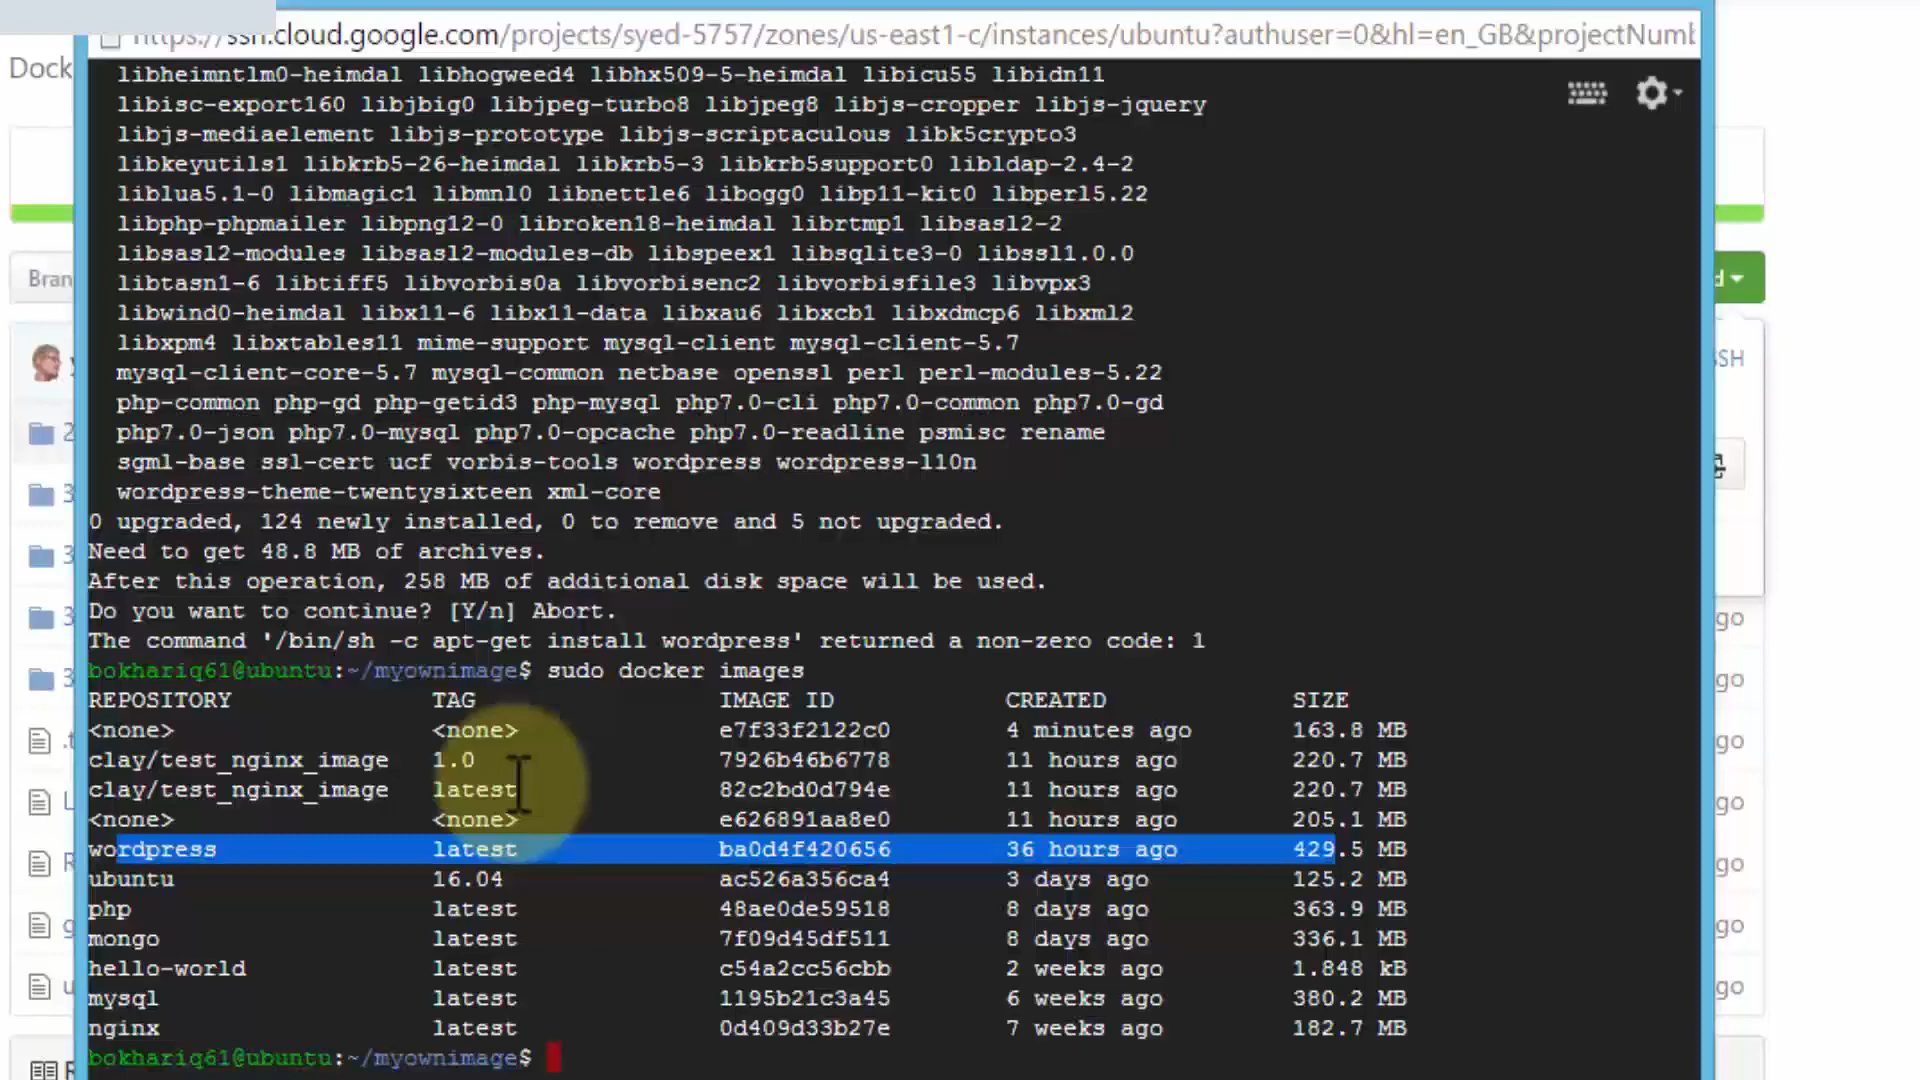 https://ssh.cloud.google.com/projects/syed-5757/zones/us-east1-c/instances/ubuntu?authuser=0&hl=en_GB&projectNumb
Dock
libheimntlm0-heimdal libhogweed4 libhx509-5-heimdal libicu55 libidn11
libisc-export160 libjbig0 libjpeg-turbo8 libjpeg8 libjs-cropper libjs-jquery
libjs-mediaelement libjs-prototype libjs-scriptaculous libk5crypto3
libkeyutils1 libkrb5-26-heimdal libkrb5-3 libkrb5support0 libldap-2.4-2
liblua5.1-0 libmagic1 libmnl0 libnettle6 libogg0 libp11-kit0 libperl5.22
libphp-phpmailer libpng12-0 libroken18-heimdal librtmp1 libsasl2-2
libsasl2-modules libsasl2-modules-db libspeex1 libsqlite3-0 libssl1.0.0
Bran
libtasn1-6 libtiff5 libvorbis0a libvorbisenc2 libvorbisfile3 libvpx3
d
libwind0-heimdal libx11-6 libx11-data libxau6 libxcb1 libxdmcp6 libxml2
libxpm4 libxtables11 mime-support mysql-client mysql-client-5.7
SSH
mysql-client-core-5.7 mysql-common netbase openssl perl perl-modules-5.22
php-common php-gd php-getid3 php-mysql php7.0-cli php7.0-common php7.0-gd
2
php7.0-json php7.0-mysql php7.0-opcache php7.0-readline psmisc rename
sgml-base ssl-cert ucf vorbis-tools wordpress wordpress-l10n
3
wordpress-theme-twentysixteen xml-core
0 upgraded, 124 newly installed, 0 to remove and 5 not upgraded.
3
Need to get 48.8 MB of archives.
After this operation, 258 MB of additional disk space will be used.
3
Do you want to continue? [Y/n] Abort.
go
The command '/bin/sh -c apt-get install wordpress' returned a non-zero code: 1
3
bokhariq61@ubuntu:~/myownimage$ sudo docker images
go
REPOSITORY TAG IMAGE ID CREATED SIZE
<none> <none> e7f33f2122c0 4 minutes ago 163.8 MB
.t
go
clay/test_nginx_image 1.0 7926b46b6778 11 hours ago 220.7 MB
clay/test_nginx_image latest 82c2bd0d794e 11 hours ago 220.7 MB
L
go
<none> <none> e626891aa8e0 11 hours ago 205.1 MB
wordpress latest ba0d4f420656 36 hours ago 429.5 MB
R
go
ubuntu 16.04 ac526a356ca4 3 days ago 125.2 MB
php latest 48ae0de59518 8 days ago 363.9 MB
g
go
mongo latest 7f09d45df511 8 days ago 336.1 MB
hello-world latest c54a2cc56cbb 2 weeks ago 1.848 kB
u
go
mysql latest 1195b21c3a45 6 weeks ago 380.2 MB
nginx latest 0d409d33b27e 7 weeks ago 182.7 MB
R
bokhariq61@ubuntu:~/myownimage$